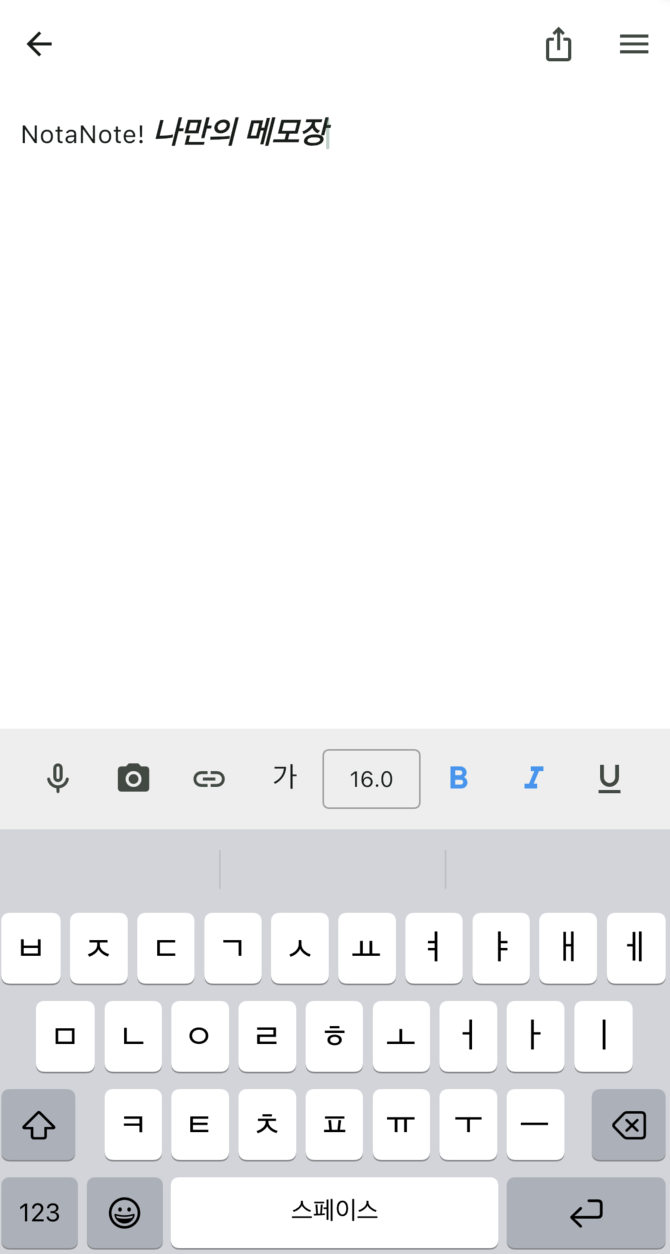 NotaNote! 나만의 메모장
가 16.0 B I U
ㅂ ㅈ ㄷ ㄱ ㅅ ㅛ ㅕ ㅑ ㅐ ㅔ
ㅁ ㄴ ㅇ ㄹ ㅎ ㅗ ㅓ ㅏ ㅣ
ㅋ ㅌ ㅊ ㅍ ㅠ ㅜ ㅡ
123 스페이스